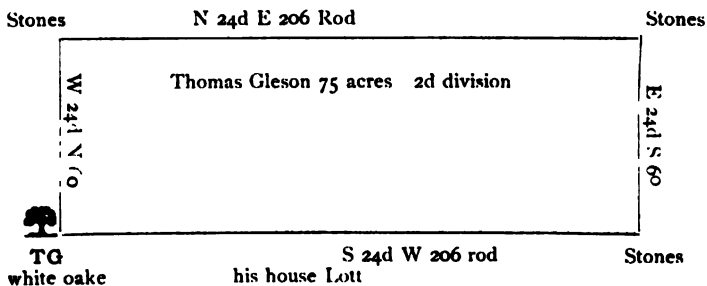 Stones N 24d E 206 Rod Stones
Thomas Gleson 75 acres 2d division
W 24d N
E 24d S 60
TG
white oake
S 24d W 206 rod
his house Lott
Stones